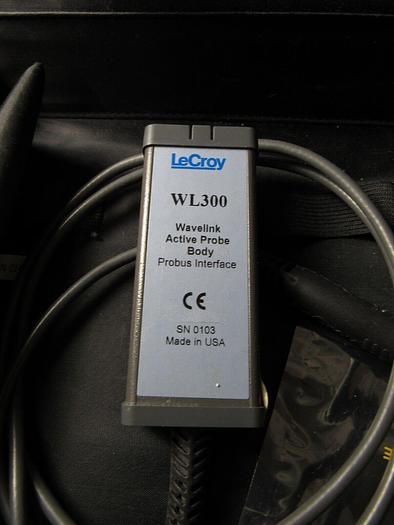 LeCroy
WL300
Wavelink
Active Probe
Body
Probus Interface
CE
SN 0103
Made in USA